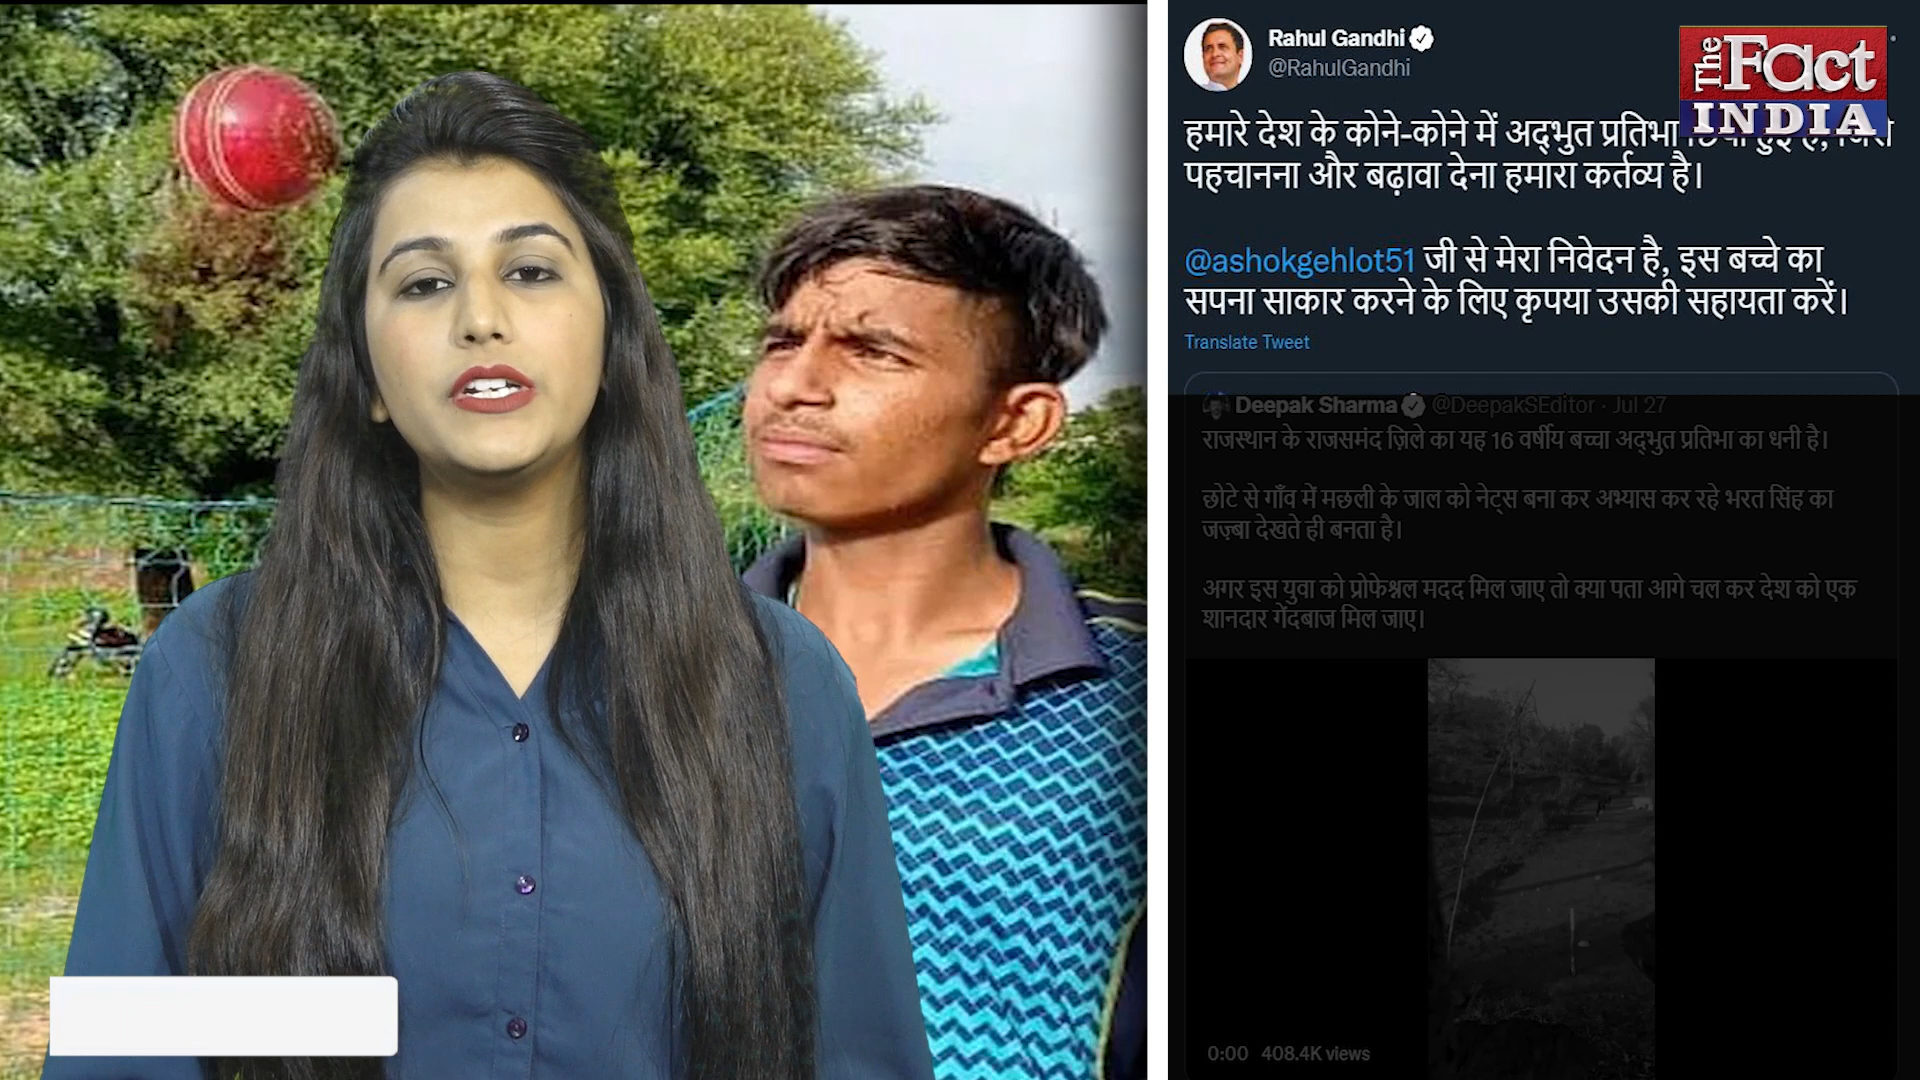 Rahul Gandhi
@RahulGandhi
The Fact
INDIA
हमारे देश के कोने-कोने में अद्भुत प्रतिभा
पहचानना और बढ़ावा देना हमारा कर्तव्य है।
@ashokgehlot51 जी से मेरा निवेदन है, इस बच्चे का
सपना साकार करने के लिए कृपया उसकी सहायता करें।
Translate Tweet
Deepak Sharma @DeepakSEditor · Jul 27
राजस्थान के राजसमंद ज़िले का यह 16 वर्षीय बच्चा अद्भुत प्रतिभा का धनी है।
छोटे से गाँव में मछली के जाल को नेट्स बना कर अभ्यास कर रहे भरत सिंह का
जज़्बा देखते ही बनता है।
अगर इस युवा को प्रोफेश्नल मदद मिल जाए तो क्या पता आगे चल कर देश को एक
शानदार गेंदबाज मिल जाए।
0:00 408.4K views